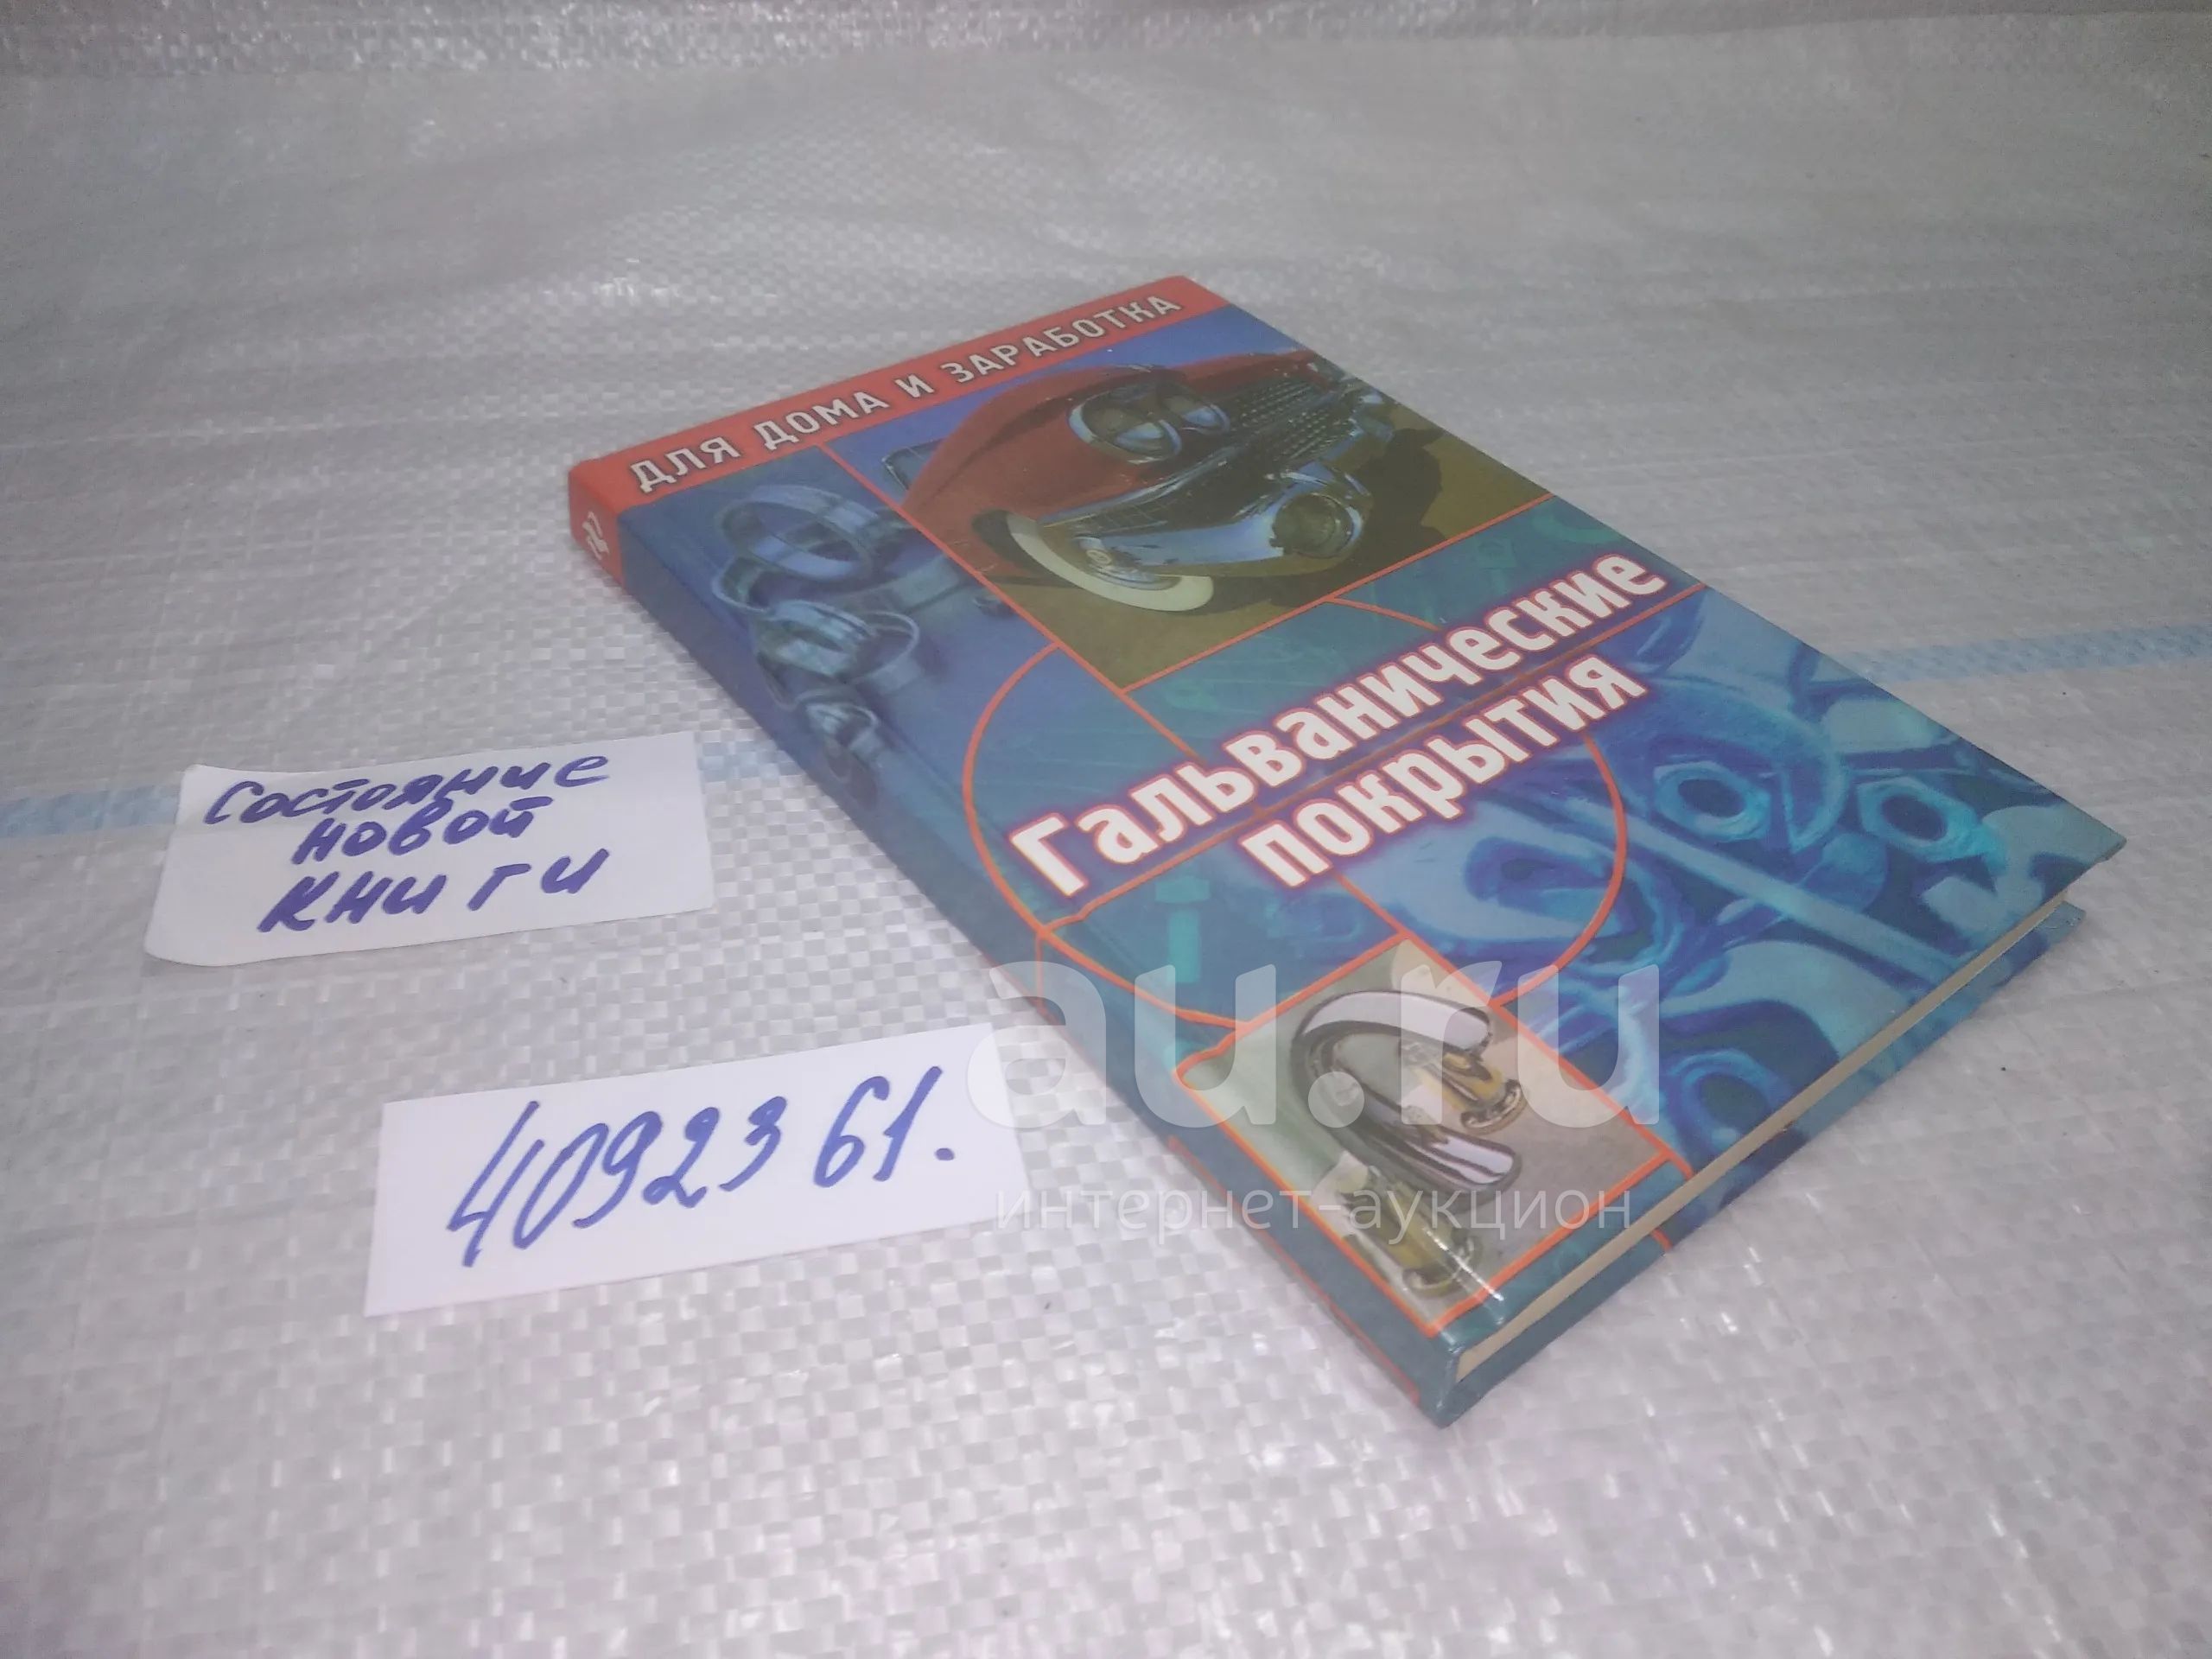 ДЛЯ ДОМА И ЗАРАБОТКА
Гальванические
покрытия
Состояние
новой
книги
4092361.
au.ru
интернет-аукцион